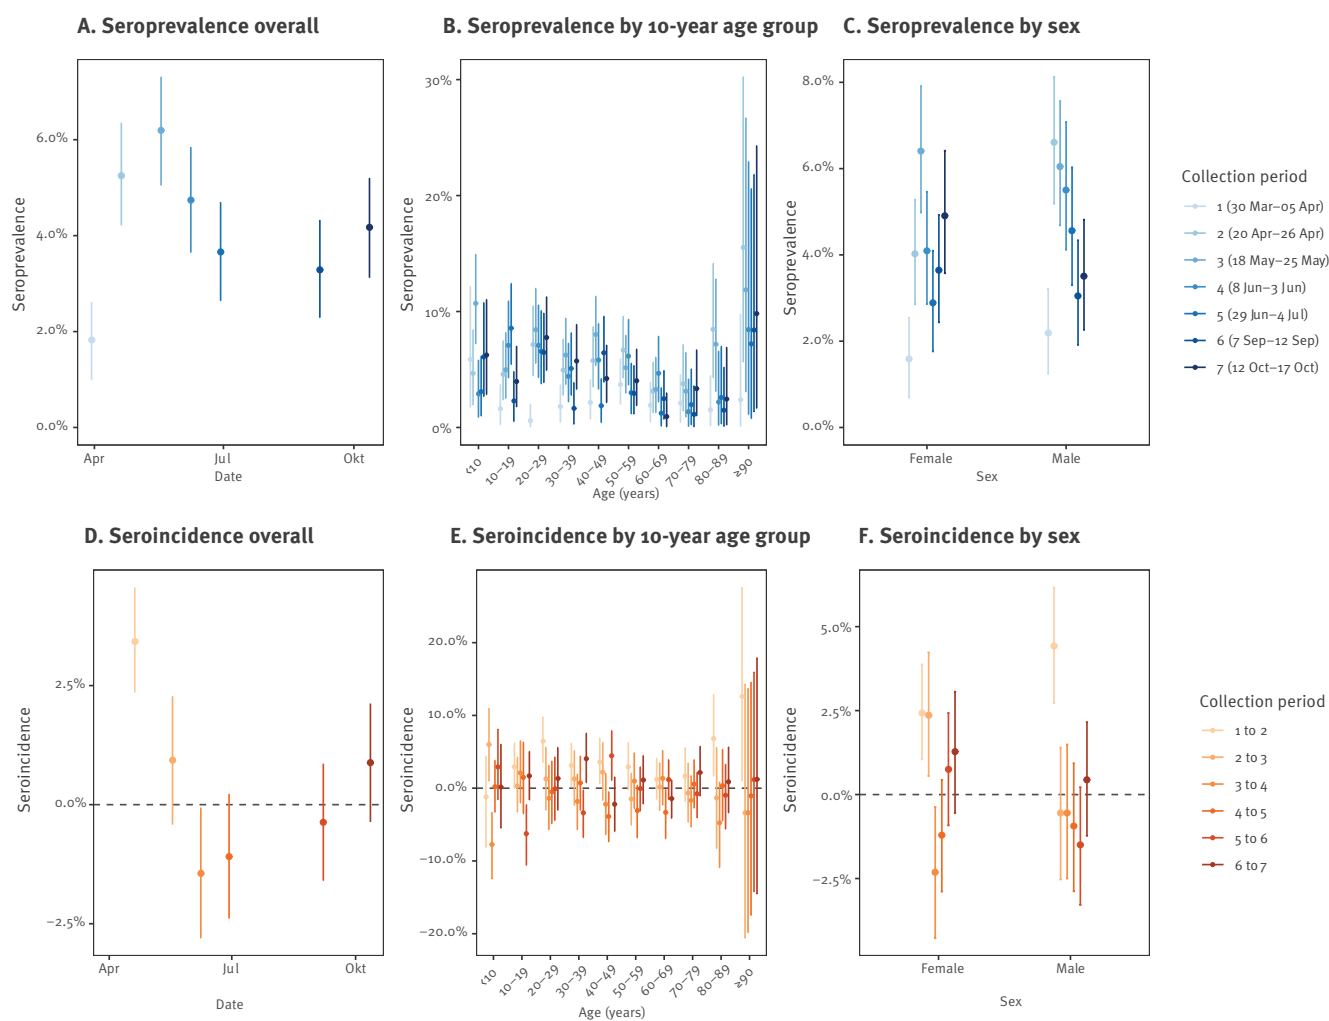 A. Seroprevalence overall
B. Seroprevalence by 10-year age group
C. Seroprevalence by sex
Seroprevalence
6.0%
4.0%
2.0%
0.0%
Apr
Jul
Okt
Date
Seroprevalence
30%
20%
10%
0%
<10
10–19
20–29
30–39
40–49
50–59
60–69
70–79
80–89
≥90
Age (years)
Seroprevalence
8.0%
6.0%
4.0%
2.0%
0.0%
Female
Male
Sex
Collection period
1 (30 Mar–05 Apr)
2 (20 Apr–26 Apr)
3 (18 May–25 May)
4 (8 Jun–3 Jun)
5 (29 Jun–4 Jul)
6 (7 Sep–12 Sep)
7 (12 Oct–17 Oct)
D. Seroincidence overall
E. Seroincidence by 10-year age group
F. Seroincidence by sex
Seroincidence
2.5%
0.0%
−2.5%
Apr
Jul
Okt
Date
Seroincidence
20.0%
10.0%
0.0%
−10.0%
−20.0%
<10
10–19
20–29
30–39
40–49
50–59
60–69
70–79
80–89
≥90
Age (years)
Seroincidence
5.0%
2.5%
0.0%
−2.5%
Female
Male
Sex
Collection period
1 to 2
2 to 3
3 to 4
4 to 5
5 to 6
6 to 7